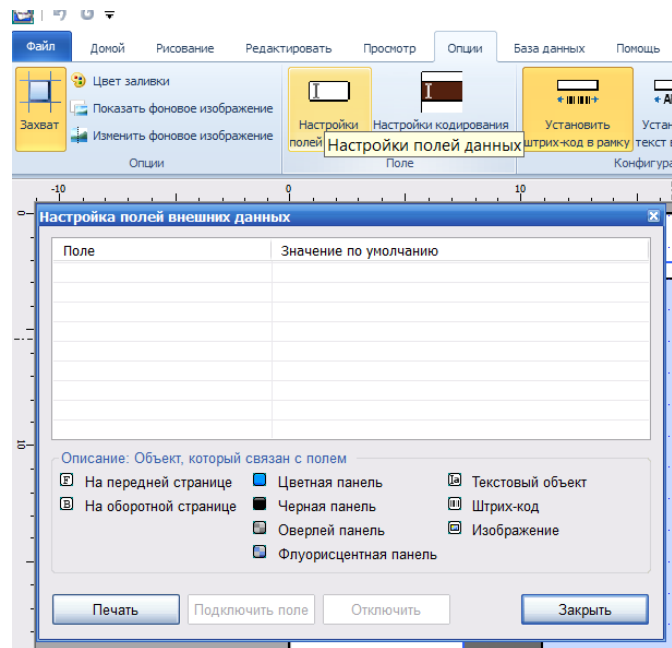 Файл Домой Рисование Редактировать Просмотр Опции База данных Помощь
Захват
Цвет заливки
Показать фоновое изображение
Изменить фоновое изображение
Опции
Настройки
полей
Настройки кодирования
Настройки полей данных
Поле
Установить
штрих-код в рамку
текст
-10 0 10
Настройка полей внешних данных
Поле Значение по умолчанию
Описание: Объект, который связан с полем
F На передней странице Цветная панель Ia Текстовый объект
B На оборотной странице Черная панель Штрих-код
Оверлей панель Изображение
Флуорисцентная панель
Печать Подключить поле Отключить Закрыть